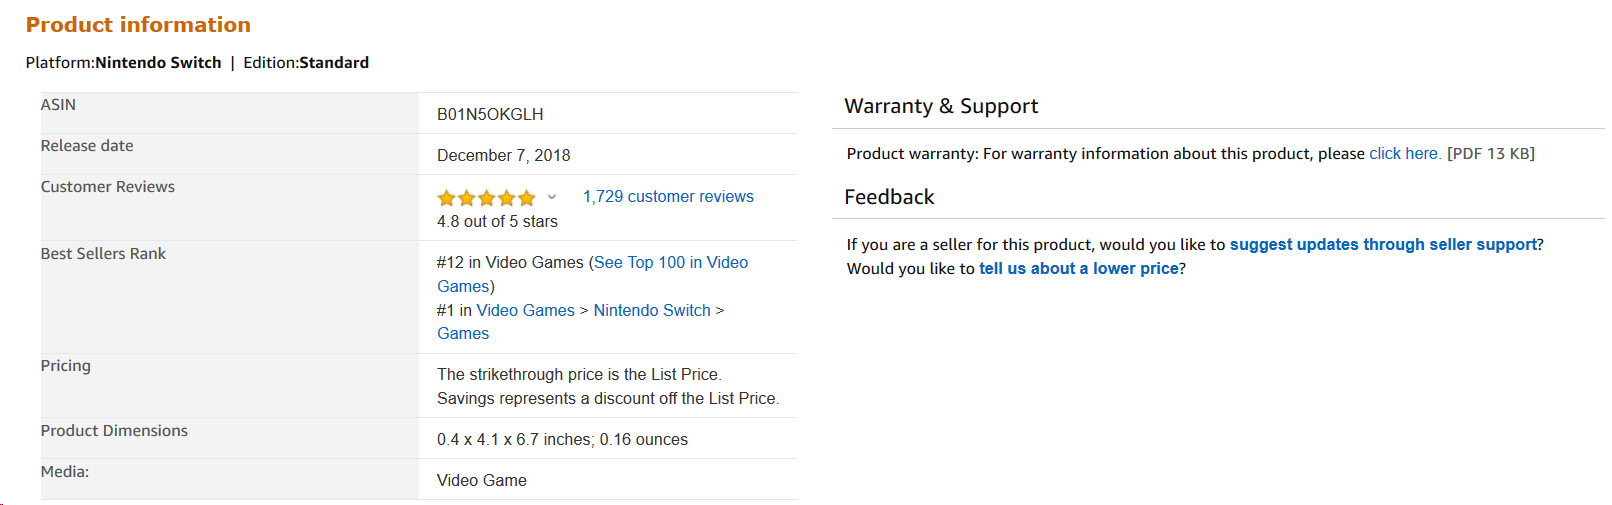 Product information
Platform:Nintendo Switch | Edition:Standard
ASIN
B01N5OKGLH
Release date
December 7, 2018
Customer Reviews
1,729 customer reviews
4.8 out of 5 stars
Best Sellers Rank
#12 in Video Games (See Top 100 in Video
Games)
#1 in Video Games > Nintendo Switch >
Games
Pricing
The strikethrough price is the List Price.
Savings represents a discount off the List Price.
Product Dimensions
0.4 x 4.1 x 6.7 inches; 0.16 ounces
Media:
Video Game
Warranty & Support
Product warranty: For warranty information about this product, please click here. [PDF 13 KB]
Feedback
If you are a seller for this product, would you like to suggest updates through seller support?
Would you like to tell us about a lower price?